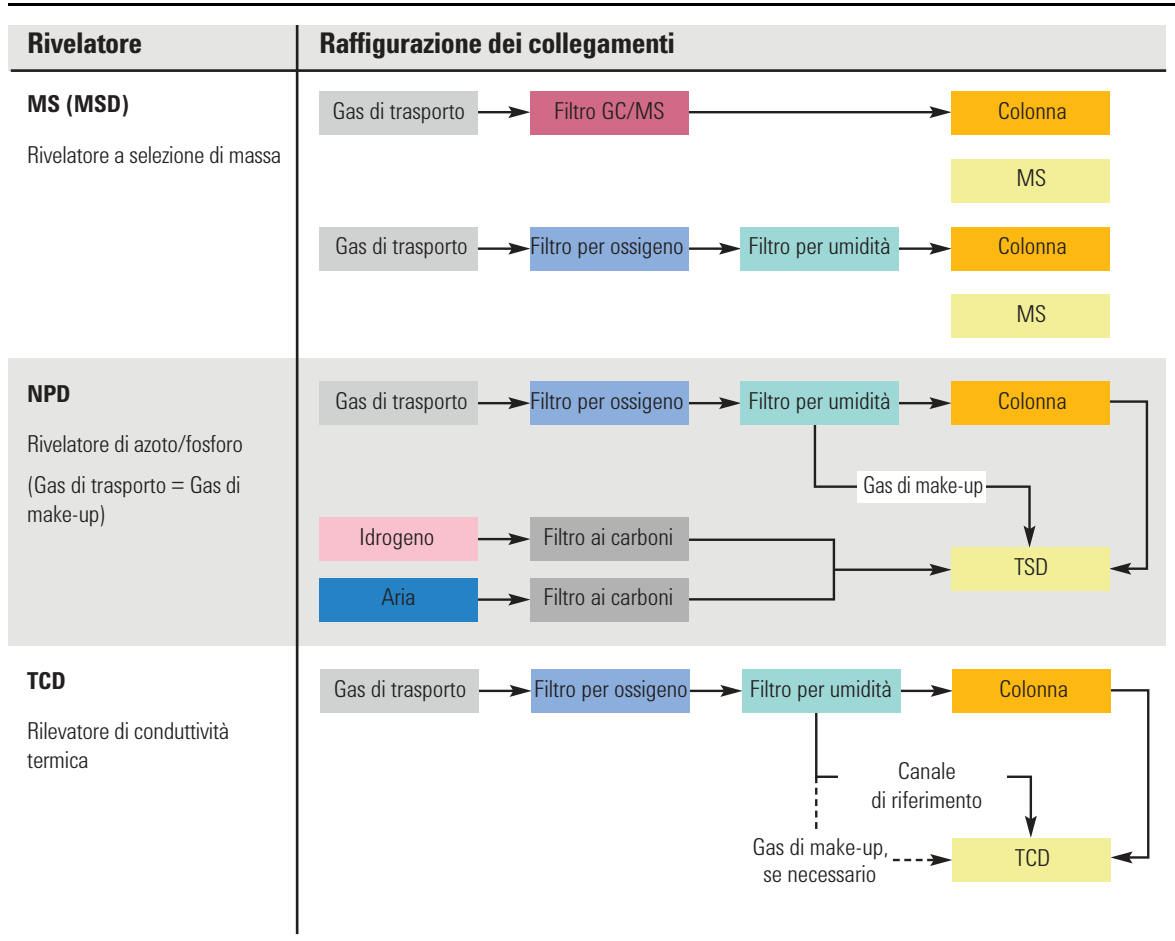 Rivelatore
Raffigurazione dei collegamenti
MS (MSD)
Rivelatore a selezione di massa
Gas di trasporto
Filtro GC/MS
Colonna
MS
Gas di trasporto
Filtro per ossigeno
Filtro per umidità
Colonna
MS
NPD
Rivelatore di azoto/fosforo
(Gas di trasporto = Gas di
make-up)
Gas di trasporto
Filtro per ossigeno
Filtro per umidità
Colonna
Gas di make-up
Idrogeno
Filtro ai carboni
TSD
Aria
Filtro ai carboni
TCD
Rilevatore di conduttività
termica
Gas di trasporto
Filtro per ossigeno
Filtro per umidità
Colonna
Canale
di riferimento
Gas di make-up,
se necessario
TCD